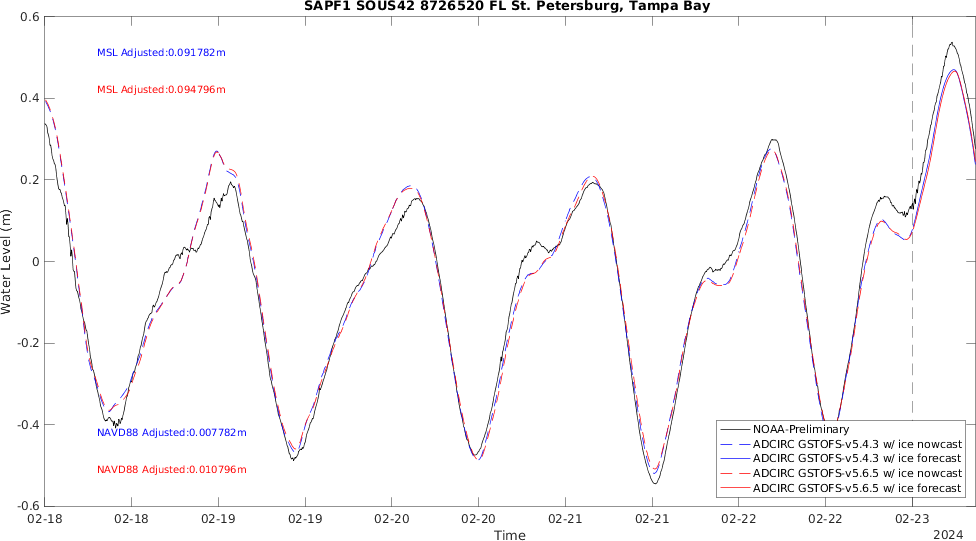 SAPF1 SOUS42 8726520 FL St. Petersburg, Tampa Bay
0.6
0.4
0.2
0
-0.2
-0.4
-0.6
Water Level (m)
MSL Adjusted:0.091782m
MSL Adjusted:0.094796m
NAVD88 Adjusted:0.007782m
NAVD88 Adjusted:0.010796m
NOAA-Preliminary
ADCIRC GSTOFS-v5.4.3 w/ ice nowcast
ADCIRC GSTOFS-v5.4.3 w/ ice forecast
ADCIRC GSTOFS-v5.6.5 w/ ice nowcast
ADCIRC GSTOFS-v5.6.5 w/ ice forecast
02-18 02-18 02-19 02-19 02-20 02-20 02-21 02-21 02-22 02-22 02-23
Time
2024